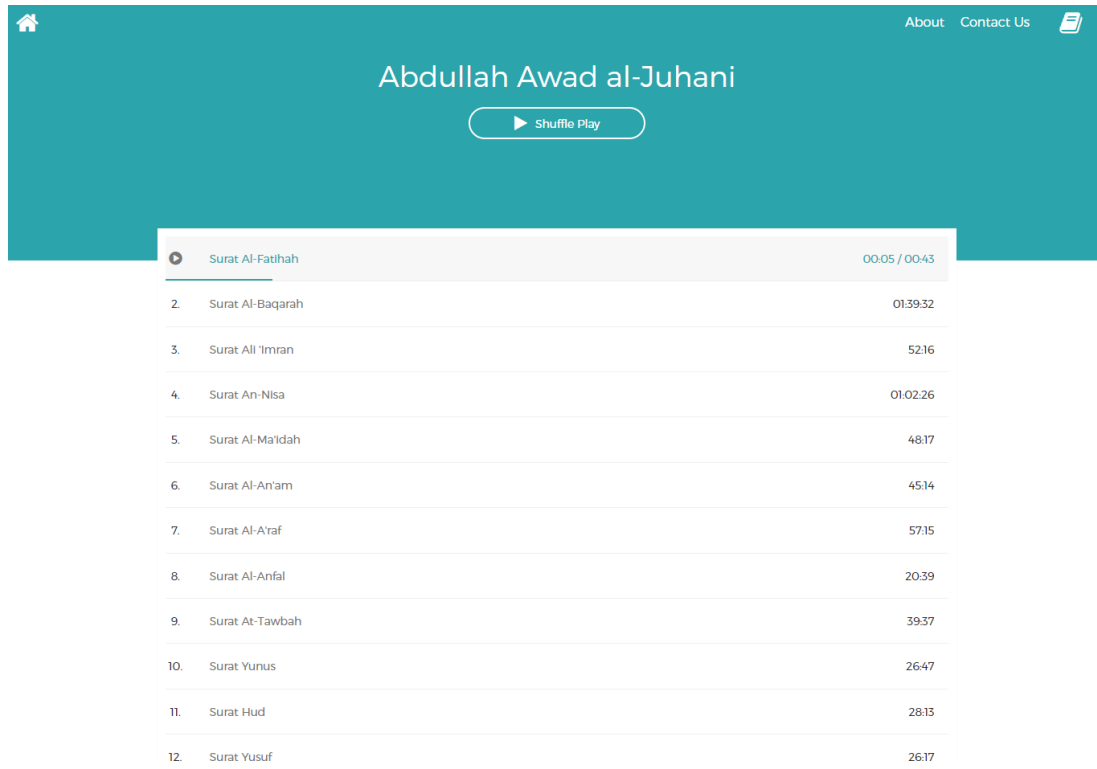 About Contact Us
Abdullah Awad al-Juhani
Shuffle Play
Surat Al-Fatihah 00:05 / 00:43
2. Surat Al-Baqarah 01:39:32
3. Surat Ali 'Imran 52:16
4. Surat An-Nisa 01:02:26
5. Surat Al-Ma'idah 48:17
6. Surat Al-An'am 45:14
7. Surat Al-A'raf 57:15
8. Surat Al-Anfal 20:39
9. Surat At-Tawbah 39:37
10. Surat Yunus 26:47
11. Surat Hud 28:13
12. Surat Yusuf 26:17